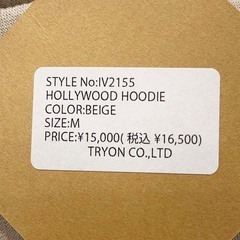 STYLE No:IV2155
HOLLYWOOD HOODIE
COLOR:BEIGE
SIZE:M
PRICE:¥15,000( 税込 ¥16,500)
TRYON CO.,LTD